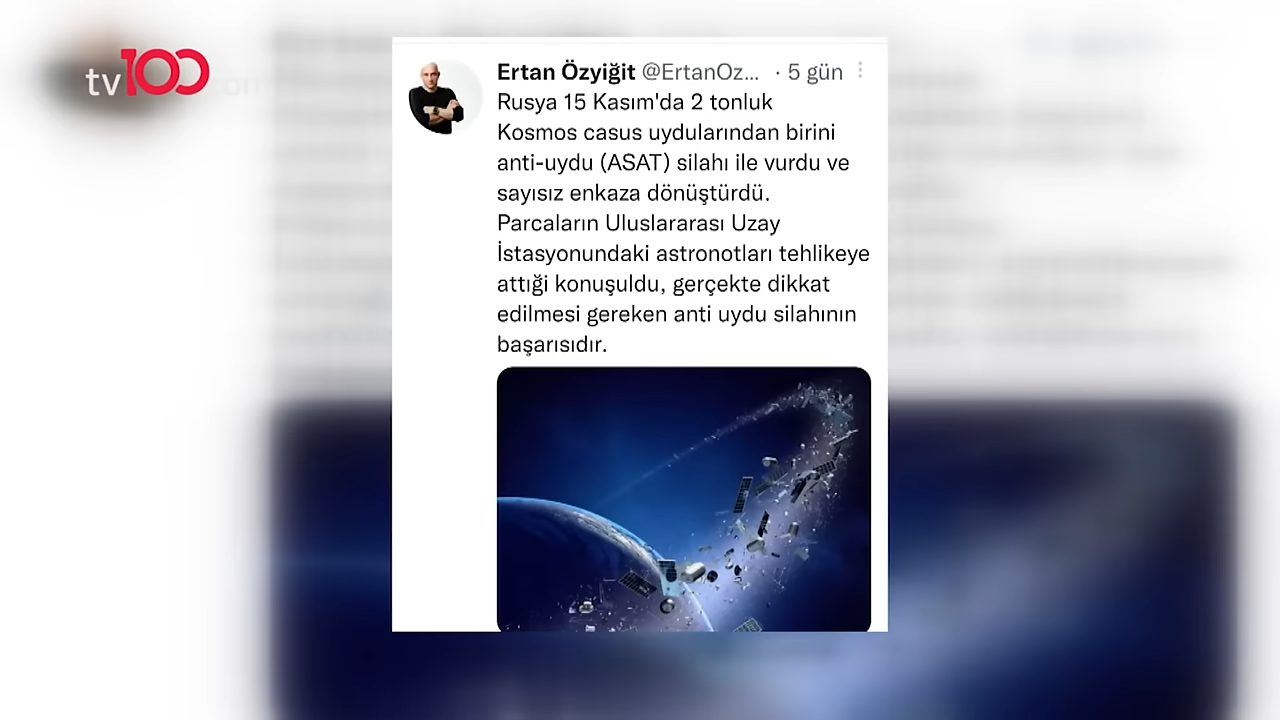 tv100
Ertan Özyiğit @ErtanOz... · 5 gün
Rusya 15 Kasım'da 2 tonluk
Kosmos casus uydularından birini
anti-uydu (ASAT) silahı ile vurdu ve
sayısız enkaza dönüştürdü.
Parcaların Uluslararası Uzay
İstasyonundaki astronotları tehlikeye
attiği konuşuldu, gerçekte dikkat
edilmesi gereken anti uydu silahının
başarısıdır.